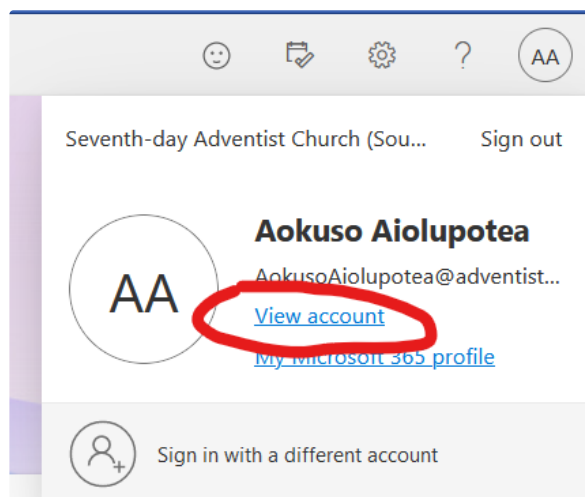 AA
Seventh-day Adventist Church (Sou... Sign out
AA
Aokuso Aiolupotea
AokusoAiolupotea@adventist...
View account
My Microsoft 365 profile
Sign in with a different account